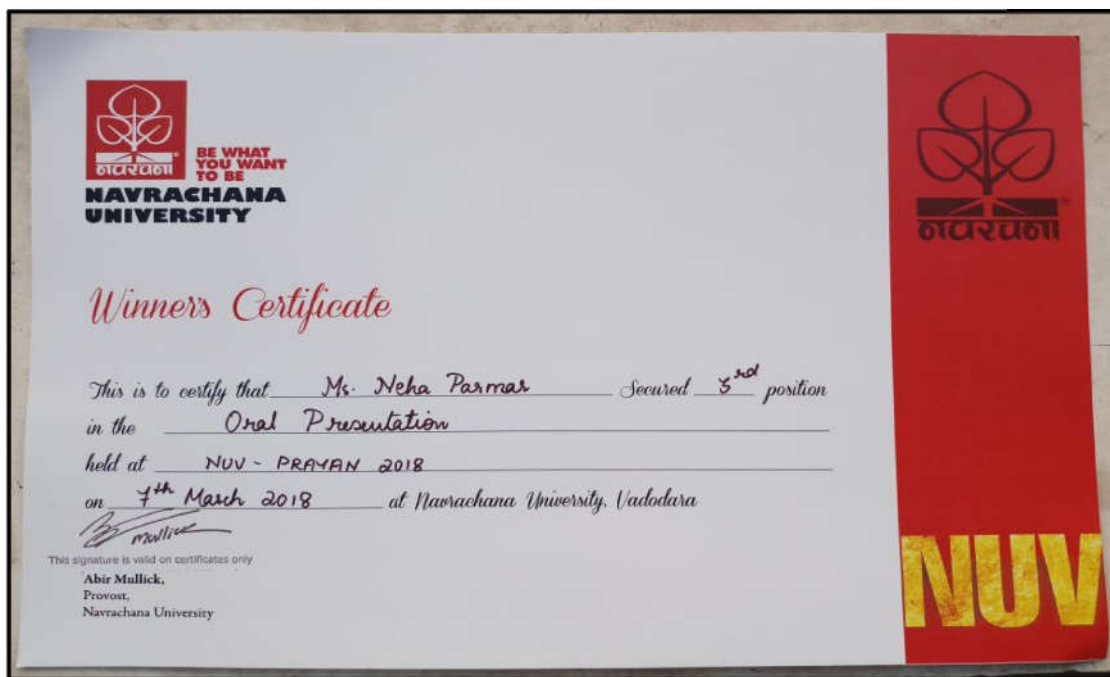 नवरचना
BE WHAT
YOU WANT
TO BE
NAVRACHANA
UNIVERSITY
Winner's Certificate
This is to certify that Ms. Neha Parmar Secured 3rd position
in the Oral Presentation
held at NUV - PRAYAN 2018
on 7th March 2018 at Navrachana University, Vadodara
Mullick
This signature is valid on certificates only
Abir Mullick,
Provost,
Navrachana University
नवरचना
NUV